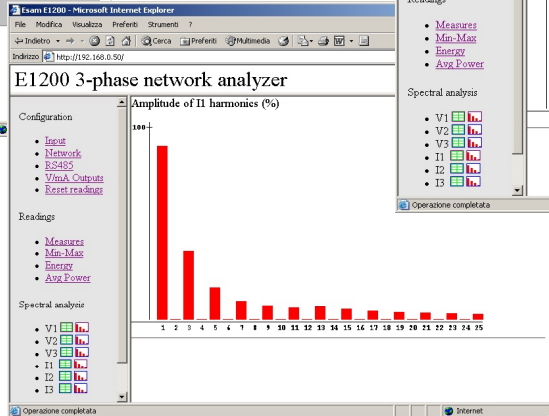 Esam E1200 - Microsoft Internet Explorer
File Modifica Visualizza Preferiti Strumenti ?
Indietro Cerca Preferiti Multimedia
Indirizzo http://192.168.0.50/
E1200 3-phase network analyzer
Configuration
Input
Network
RS485
V/mA Outputs
Reset readings
Readings
Measures
Min-Max
Energy
Avg Power
Spectral analysis
V1
V2
V3
I1
I2
I3
Amplitude of I1 harmonics (%)
100
1 2 3 4 5 6 7 8 9 10 11 12 13 14 15 16 17 18 19 20 21 22 23 24 25
Operazione completata
Internet
Readings
Measures
Min-Max
Energy
Avg Power
Spectral analysis
V1
V2
V3
I1
I2
I3
Operazione completata